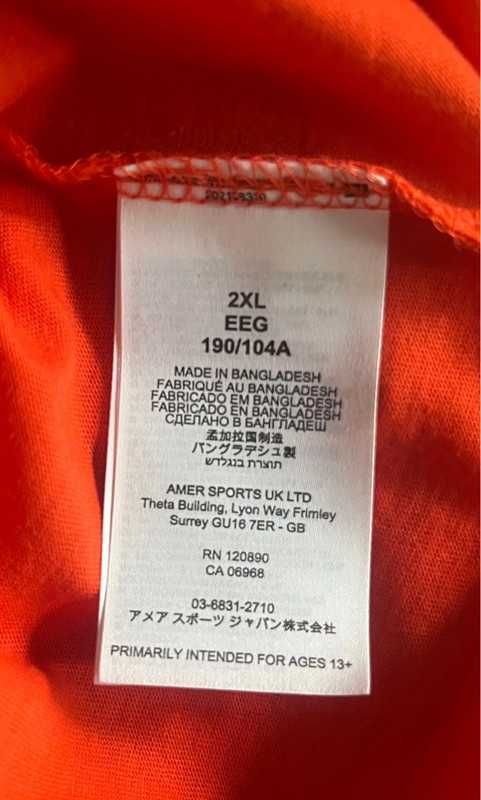 2XL
EEG
190/104A
MADE IN BANGLADESH
FABRIQUÉ AU BANGLADESH
FABRICADO EM BANGLADESH
FABRICADO EN BANGLADESH
СДЕЛАНО В БАНГЛАДЕШ
孟加拉国制造
バングラデシュ製
תוצרת בנגלדש
AMER SPORTS UK LTD
Theta Building, Lyon Way Frimley
Surrey GU16 7ER - GB
RN 120890
CA 06968
03-6831-2710
アメア スポーツ ジャパン株式会社
PRIMARILY INTENDED FOR AGES 13+